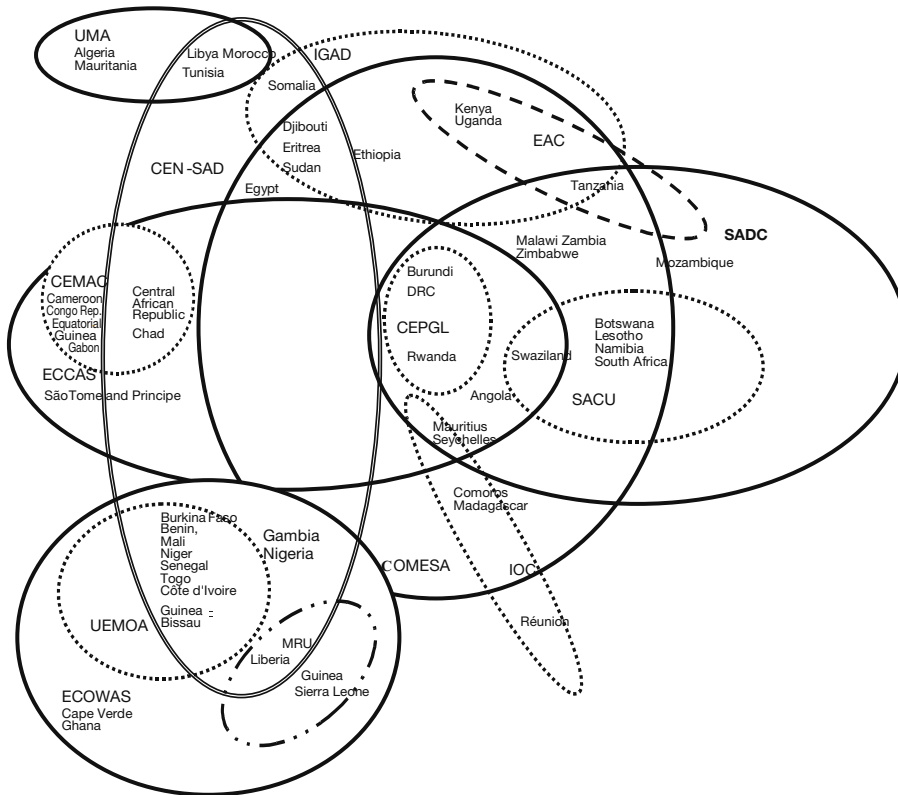 UMA
Algeria
Mauritania
Libya Morocco
Tunisia
IGAD
Somalia
Djibouti
Eritrea
Sudan
Ethiopia
Egypt
CEN -SAD
Kenya
Uganda
EAC
Tanzania
SADC
Malawi Zambia
Zimbabwe
Mozambique
CEMAC
Cameroon
Congo Rep.
Equatorial
Guinea
Gabon
Central
African
Republic
Chad
ECCAS
São Tome and Principe
Burundi
DRC
CEPGL
Rwanda
Swaziland
Angola
Botswana
Lesotho
Namibia
South Africa
SACU
Mauritius
Seychelles
Comoros
Madagascar
COMESA
IOC
Réunion
Burkina Faso
Benin,
Mali
Niger
Senegal
Togo
Côte d'Ivoire
Guinea -
Bissau
Gambia
Nigeria
UEMOA
MRU
Liberia
Guinea
Sierra Leone
ECOWAS
Cape Verde
Ghana